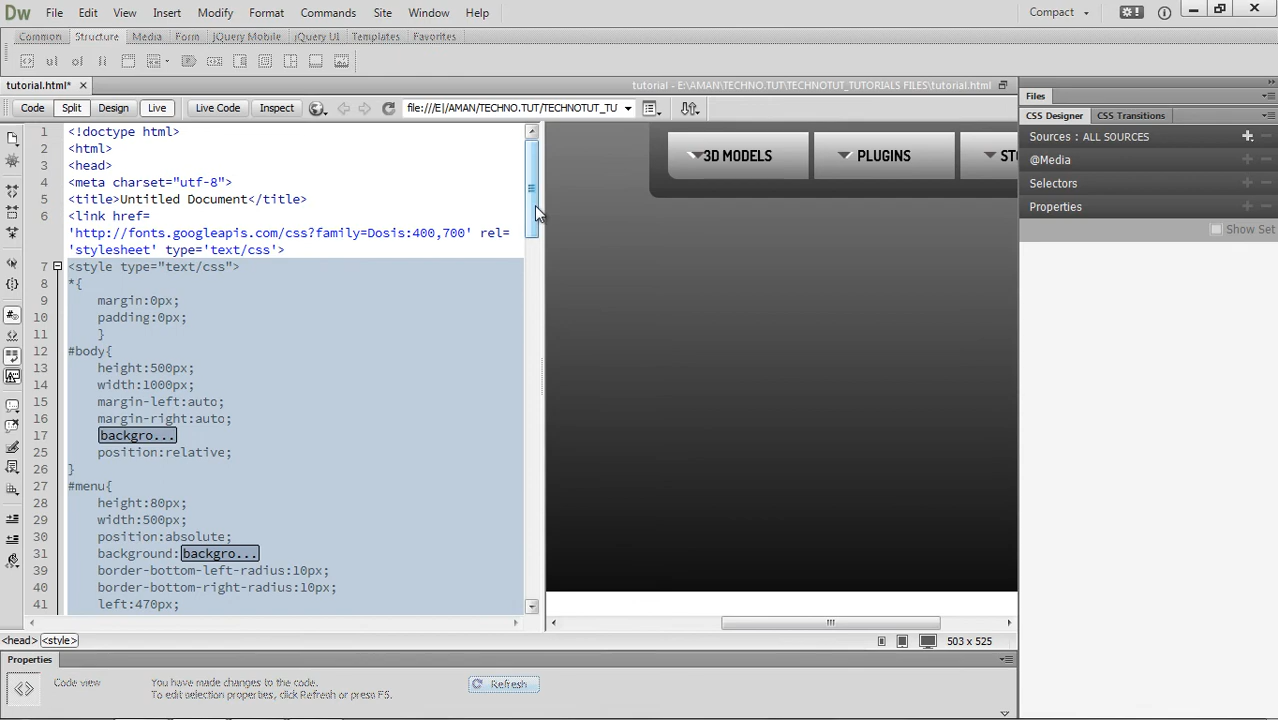 Dw File Edit View Insert Modify Format Commands Site Window Help Compact
Common Structure Media Form jQuery Mobile jQuery UI Templates Favorites
ul ol li
tutorial.html* tutorial - E:\AMAN\TECHNO.TUT\TECHNOTUT_TUTORIALS FILES\tutorial.html
Code Split Design Live Live Code Inspect file:///E|/AMAN/TECHNO.TUT/TECHNOTUT_TU
Files
CSS Designer CSS Transitions
Sources : ALL SOURCES
@Media
Selectors
Properties
Show Set
1 <!doctype html>
2 <html>
3 <head>
4 <meta charset="utf-8">
5 <title>Untitled Document</title>
6 <link href=
'http://fonts.googleapis.com/css?family=Dosis:400,700' rel=
'stylesheet' type='text/css'>
7 <style type="text/css">
8 *{
9 margin:0px;
10 padding:0px;
11 }
12 #body{
13 height:500px;
14 width:1000px;
15 margin-left:auto;
16 margin-right:auto;
17 backgro...
25 position:relative;
26 }
27 #menu{
28 height:80px;
29 width:500px;
30 position:absolute;
31 background:backgro...
39 border-bottom-left-radius:10px;
40 border-bottom-right-radius:10px;
41 left:470px;
3D MODELS PLUGINS STO
<head> <style> 503 x 525
Properties
Code view You have made changes to the code.
To edit selection properties, click Refresh or press F5.
Refresh